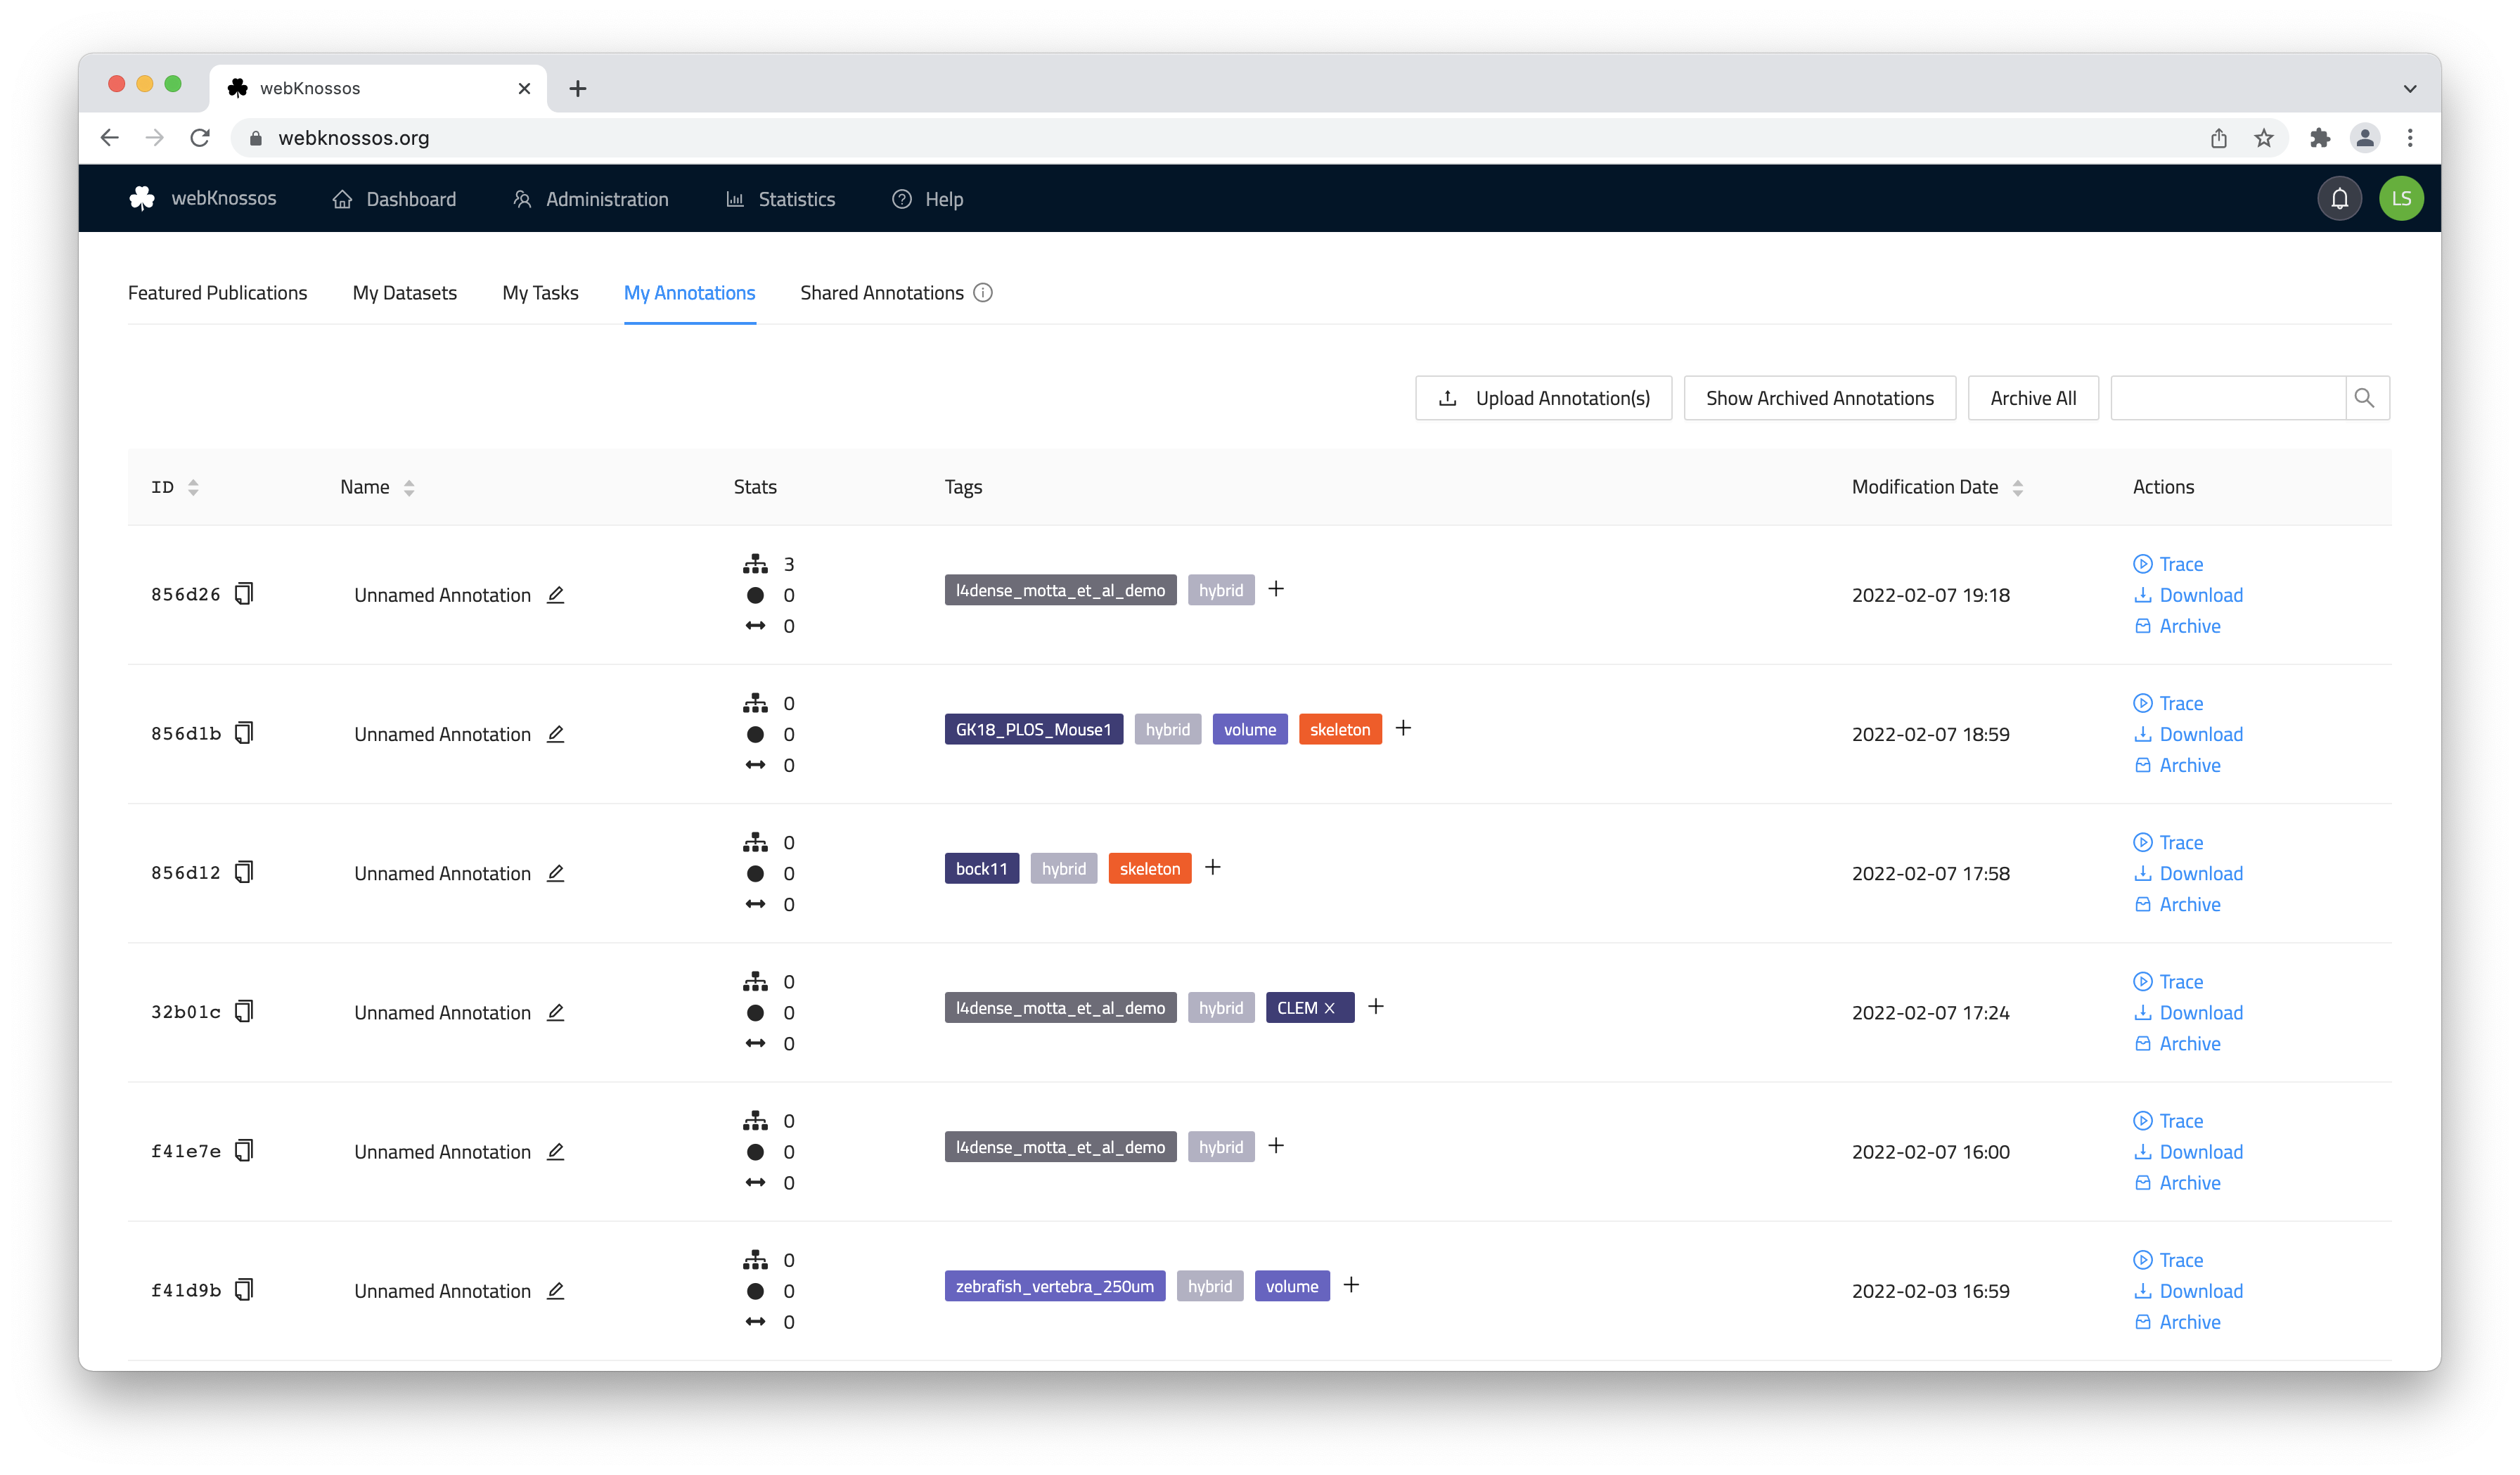 webKnossos
webknossos.org
webKnossos Dashboard Administration Statistics Help LS
Featured Publications My Datasets My Tasks My Annotations Shared Annotations
Upload Annotation(s) Show Archived Annotations Archive All
ID Name Stats Tags Modification Date Actions
3 Trace
856d26 Unnamed Annotation 0 l4dense_motta_et_al_demo hybrid + 2022-02-07 19:18 Download
0 Archive
0 Trace
856d1b Unnamed Annotation 0 GK18_PLOS_Mouse1 hybrid volume skeleton + 2022-02-07 18:59 Download
0 Archive
0 Trace
856d12 Unnamed Annotation 0 bock11 hybrid skeleton + 2022-02-07 17:58 Download
0 Archive
0 Trace
32b01c Unnamed Annotation 0 l4dense_motta_et_al_demo hybrid CLEM X + 2022-02-07 17:24 Download
0 Archive
0 Trace
f41e7e Unnamed Annotation 0 l4dense_motta_et_al_demo hybrid + 2022-02-07 16:00 Download
0 Archive
0 Trace
f41d9b Unnamed Annotation 0 zebrafish_vertebra_250um hybrid volume + 2022-02-03 16:59 Download
0 Archive